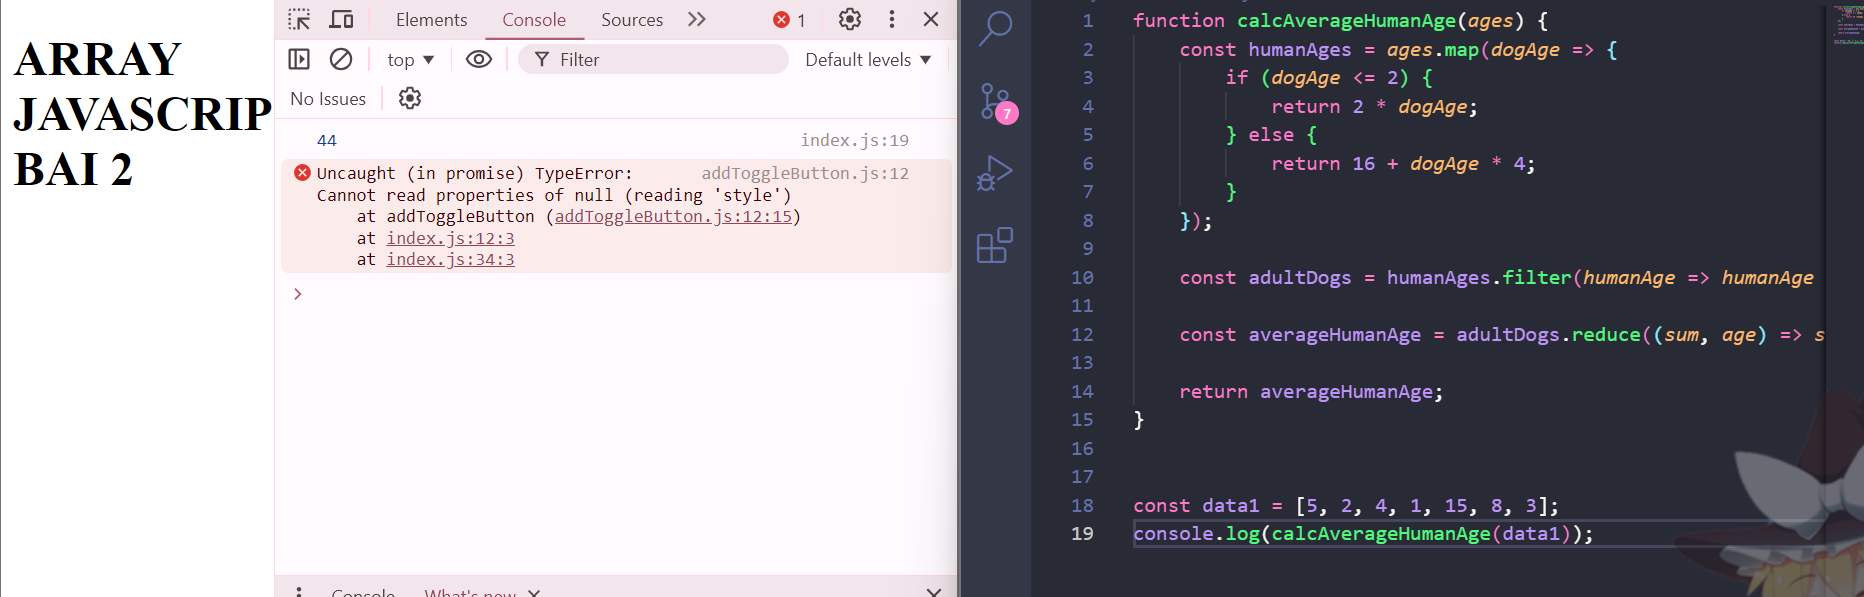 ARRAY
JAVASCRIP
BAI 2
Elements Console Sources 1
top Filter Default levels
No Issues
44 index.js:19
Uncaught (in promise) TypeError: addToggleButton.js:12
Cannot read properties of null (reading 'style')
at addToggleButton (addToggleButton.js:12:15)
at index.js:12:3
at index.js:34:3
Console What's new
7
1 function calcAverageHumanAge(ages) {
2 const humanAges = ages.map(dogAge => {
3 if (dogAge <= 2) {
4 return 2 * dogAge;
5 } else {
6 return 16 + dogAge * 4;
7 }
8 });
9
10 const adultDogs = humanAges.filter(humanAge => humanAge
11
12 const averageHumanAge = adultDogs.reduce((sum, age) => s
13
14 return averageHumanAge;
15 }
16
17
18 const data1 = [5, 2, 4, 1, 15, 8, 3];
19 console.log(calcAverageHumanAge(data1));